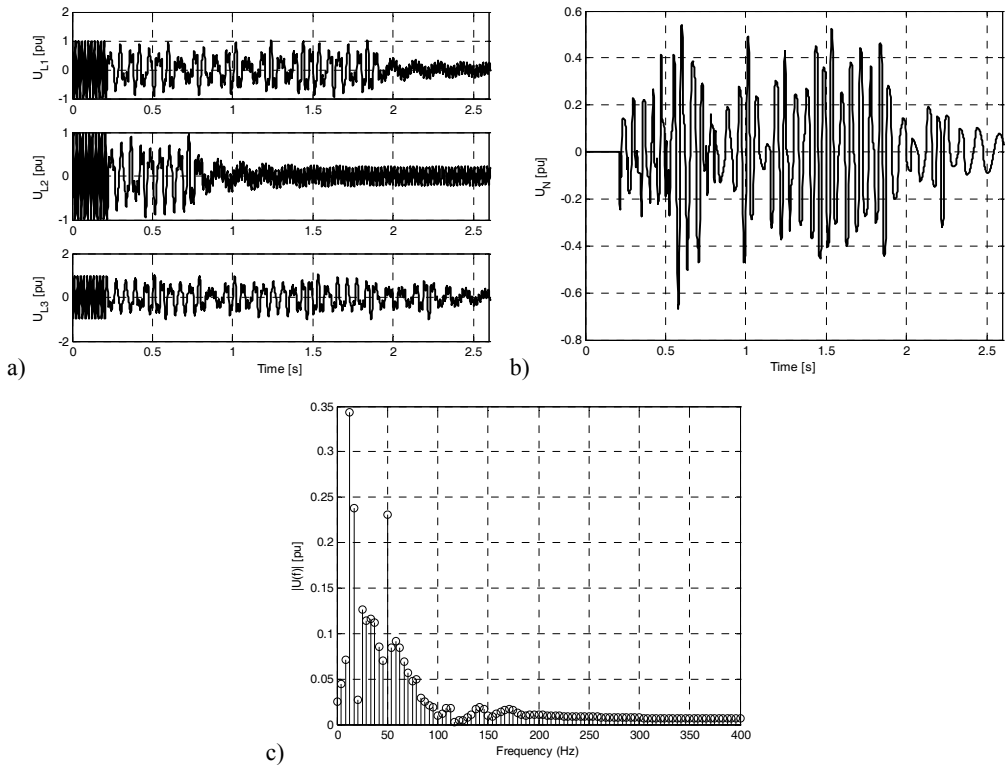 U_L1 [pu]
1
0
-1
0 0.5 1 1.5 2 2.5
U_L2 [pu]
1
0
-1
0 0.5 1 1.5 2 2.5
U_L3 [pu]
2
0
-2
0 0.5 1 1.5 2 2.5
Time [s]
a)
U_N [pu]
0.6
0.4
0.2
0
-0.2
-0.4
-0.6
-0.8
0 0.5 1 1.5 2 2.5
Time [s]
b)
|U(f)| [pu]
0.35
0.3
0.25
0.2
0.15
0.1
0.05
0
0 50 100 150 200 250 300 350 400
Frequency (Hz)
c)